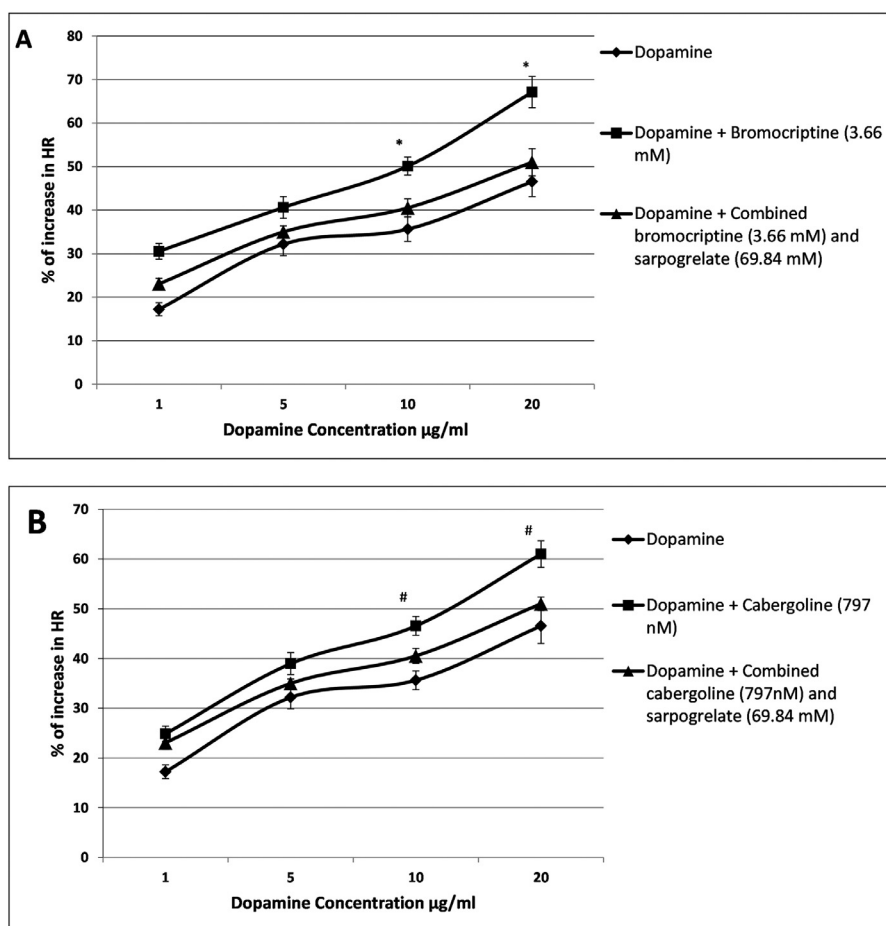 A
80
70
60
50
40
30
20
10
0
% of increase in HR
1 5 10 20
Dopamine Concentration µg/ml
*
*
Dopamine
Dopamine + Bromocriptine (3.66
mM)
Dopamine + Combined
bromocriptine (3.66 mM) and
sarpogrelate (69.84 mM)
B
70
60
50
40
30
20
10
0
% of increase in HR
1 5 10 20
Dopamine Concentration µg/ml
#
#
Dopamine
Dopamine + Cabergoline (797
nM)
Dopamine + Combined
cabergoline (797nM) and
sarpogrelate (69.84 mM)